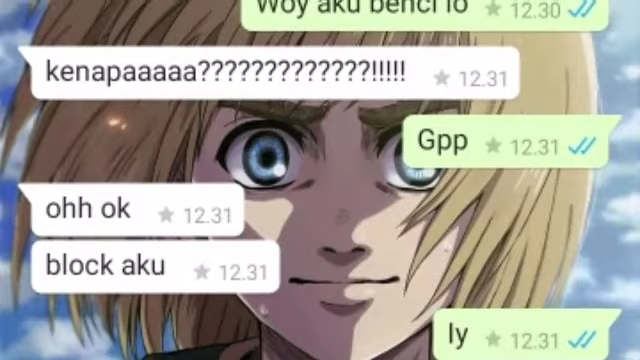 Woy aku benci lo 12.30
kenapaaaaa?????????????!!!!! 12.31
Gpp 12.31
ohh ok 12.31
block aku 12.31
ly 12.31